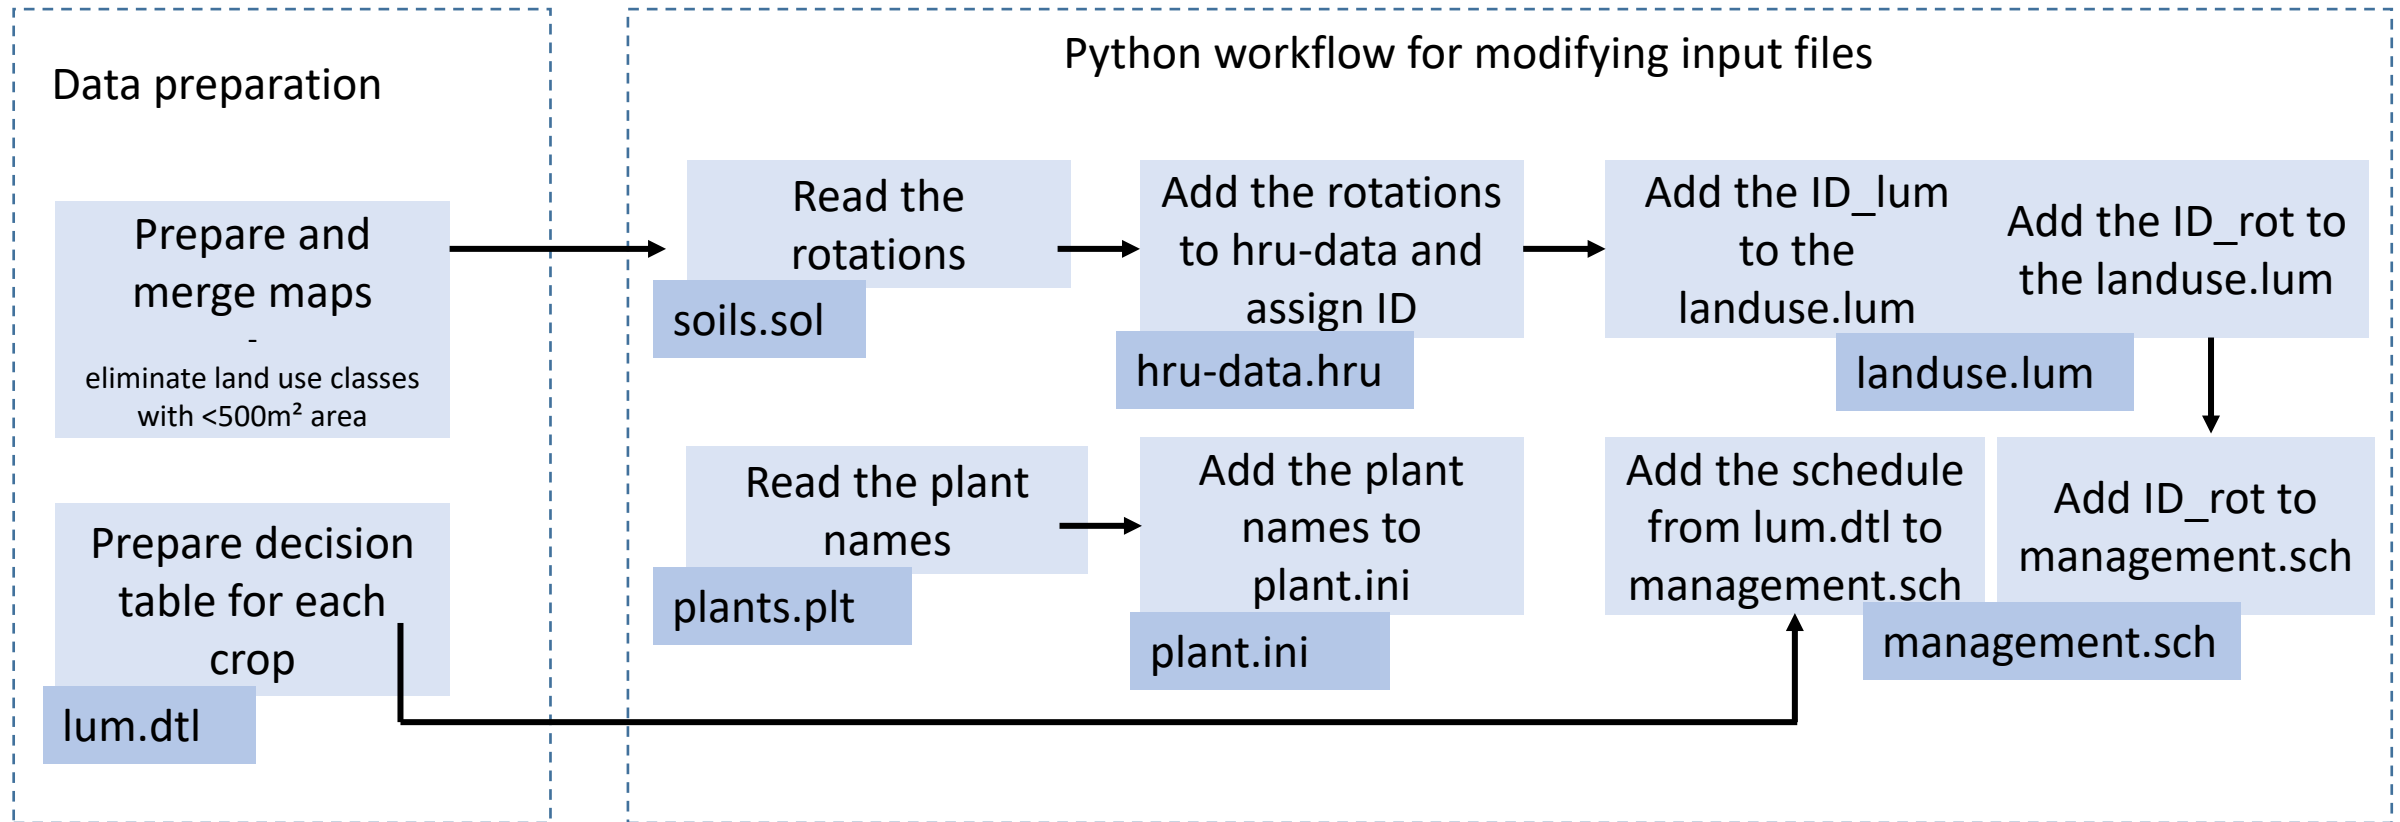 Data preparation
Prepare and
merge maps
-
eliminate land use classes
with <500m² area
Prepare decision
table for each
crop
lum.dtl
Python workflow for modifying input files
Read the
rotations
soils.sol
Add the rotations
to hru-data and
assign ID
hru-data.hru
Add the ID_lum
to the
landuse.lum
Add the ID_rot to
the landuse.lum
landuse.lum
Read the plant
names
plants.plt
Add the plant
names to
plant.ini
plant.ini
Add the schedule
from lum.dtl to
management.sch
Add ID_rot to
management.sch
management.sch